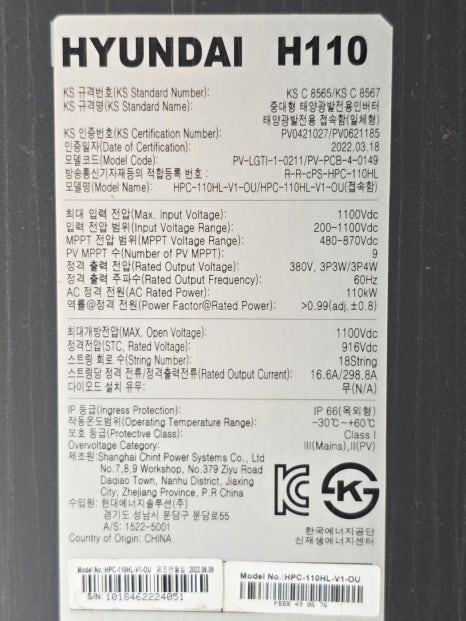 HYUNDAI H110
KS 규격번호(KS Standard Number): KS C 8565/KS C 8567
KS 규격명(KS Standard Name): 중대형 태양광발전용인버터
태양광발전용 접속함(일체형)
KS 인증번호(KS Certification Number): PV0421027/PV0621185
인증일자(Date of Certification): 2022.03.18
모델코드(Model Code): PV-LGTI-1-0211/PV-PCB-4-0149
방송통신기자재등의 적합등록 번호 : R-R-cPS-HPC-110HL
모델명(Model Name): HPC-110HL-V1-OU/HPC-110HL-V1-OU(접속함)
최대 입력 전압(Max. Input Voltage): 1100Vdc
입력 전압 범위(Input Voltage Range): 200-1100Vdc
MPPT 전압 범위(MPPT Voltage Range): 480-870Vdc
PV MPPT 수(Number of PV MPPT): 9
정격 출력 전압(Rated Output Voltage): 380V, 3P3W/3P4W
정격 출력 주파수(Rated Output Frequency): 60Hz
AC 정격 전원(AC Rated Power): 110kW
역률@정격 전원(Power Factor@Rated Power): >0.99(adj.±0.8)
최대개방전압(MAX. Open Voltage): 1100Vdc
정격전압(STC, Rated Voltage): 916Vdc
스트링 회로 수(String Number): 18String
스트링당 정격 전류/정격출력전류(Rated Output Current): 16.6A/298.8A
다이오드 설치 유무: 무(N/A)
IP 등급(Ingress Protection): IP 66(옥외형)
작동온도범위(Operating Temperature Range): -30℃~+60℃
보호 등급(Protective Class): Class I
Overvoltage Category: III(Mains),II(PV)
제조원:Shanghai Chint Power Systems Co., Ltd
No.7,8,9 Workshop, No.379 Ziyu Road
Daqiao Town, Nanhu District, Jiaxing
City; Zhejiang Province, P.R China
수입원: 현대에너지솔루션(주)
경기도 성남시 분당구 분당로55
A/S: 1522-5001
Country of Origin: CHINA
한국에너지공단
신재생에너지센터
Model No.:HPC-110HL-V1-OU 제조연월일 : 2022.06.09
S/N: 1018462224051
Model No.:HPC-110HL-V1-OU
PBBB 49 06 76